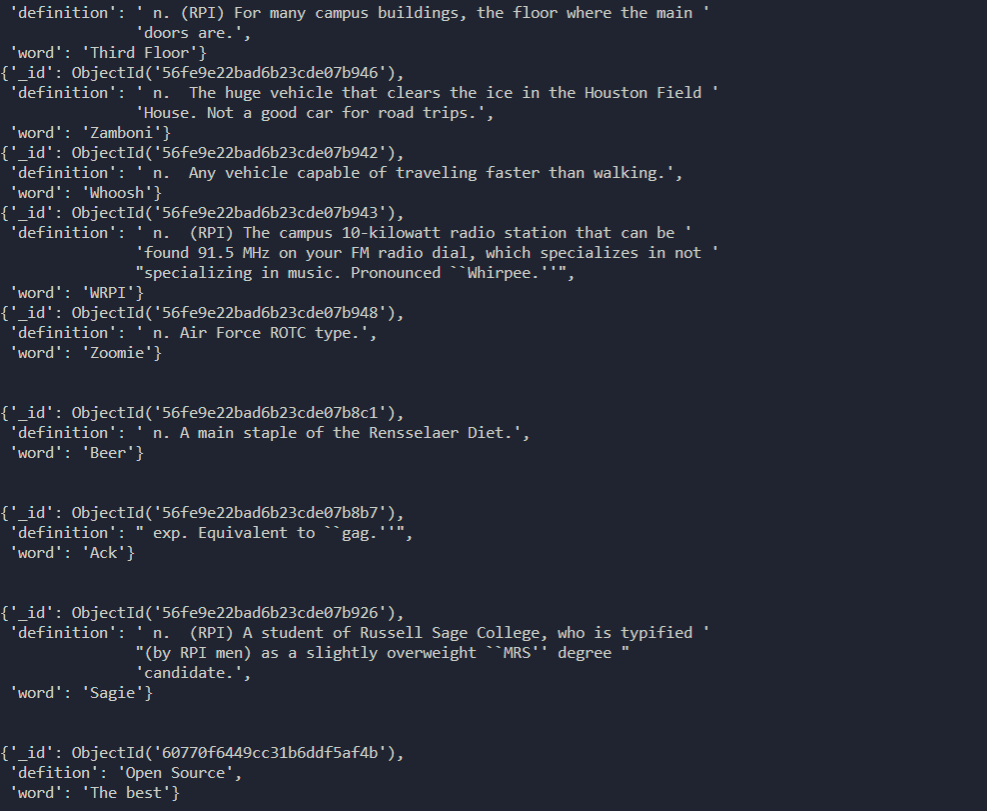 'definition': ' n. (RPI) For many campus buildings, the floor where the main '
'doors are.',
'word': 'Third Floor'}
{'_id': ObjectId('56fe9e22bad6b23cde07b946'),
'definition': ' n.  The huge vehicle that clears the ice in the Houston Field '
'House. Not a good car for road trips.',
'word': 'Zamboni'}
{'_id': ObjectId('56fe9e22bad6b23cde07b942'),
'definition': ' n.  Any vehicle capable of traveling faster than walking.',
'word': 'Whoosh'}
{'_id': ObjectId('56fe9e22bad6b23cde07b943'),
'definition': ' n.  (RPI) The campus 10-kilowatt radio station that can be '
'found 91.5 MHz on your FM radio dial, which specializes in not '
"specializing in music. Pronounced ``Whirpee.''",
'word': 'WRPI'}
{'_id': ObjectId('56fe9e22bad6b23cde07b948'),
'definition': ' n. Air Force ROTC type.',
'word': 'Zoomie'}
{'_id': ObjectId('56fe9e22bad6b23cde07b8c1'),
'definition': ' n. A main staple of the Rensselaer Diet.',
'word': 'Beer'}
{'_id': ObjectId('56fe9e22bad6b23cde07b8b7'),
'definition': " exp. Equivalent to ``gag.''",
'word': 'Ack'}
{'_id': ObjectId('56fe9e22bad6b23cde07b926'),
'definition': ' n.  (RPI) A student of Russell Sage College, who is typified '
"(by RPI men) as a slightly overweight ``MRS'' degree "
'candidate.',
'word': 'Sagie'}
{'_id': ObjectId('60770f6449cc31b6ddf5af4b'),
'defition': 'Open Source',
'word': 'The best'}